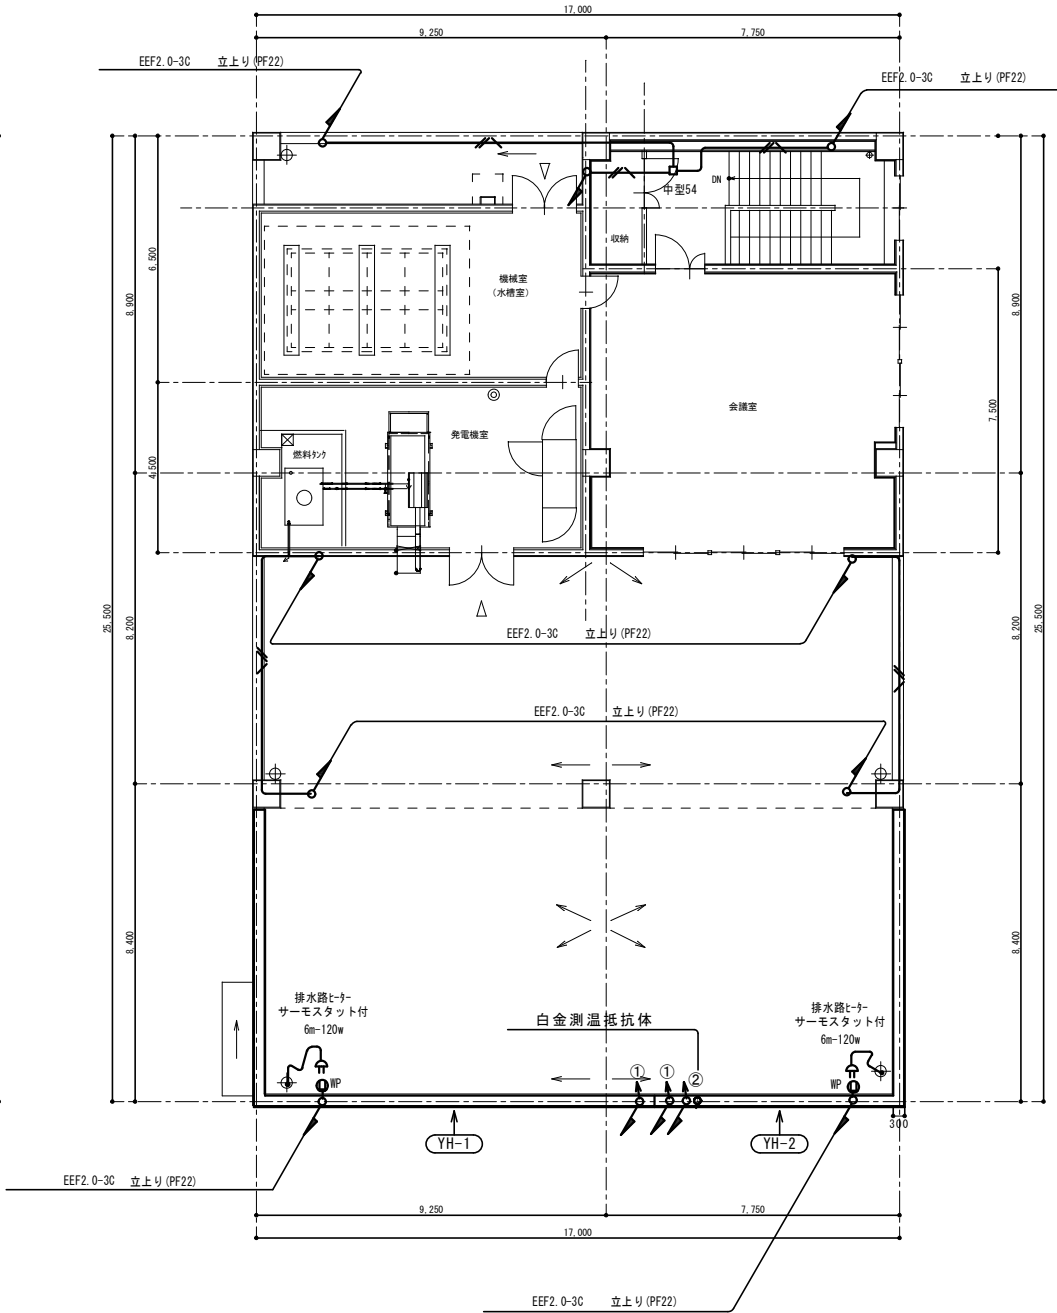 17,000
9,250
7,750
EEF2.0-3C 立上り(PF22)
EEF2.0-3C 立上り(PF22)
中型54
DN
収納
機械室
(水槽室)
6,500
8,900
8,900
会議室
7,500
発電機室
燃料タンク
4,500
25,500
8,200
EEF2.0-3C 立上り(PF22)
8,200
25,500
EEF2.0-3C 立上り(PF22)
8,400
8,400
排水路ヒーター
サーモスタット付
6m-120w
白金測温抵抗体
排水路ヒーター
サーモスタット付
6m-120w
① ① ②
WP
WP
YH-1
YH-2
300
EEF2.0-3C 立上り(PF22)
9,250
7,750
17,000
EEF2.0-3C 立上り(PF22)